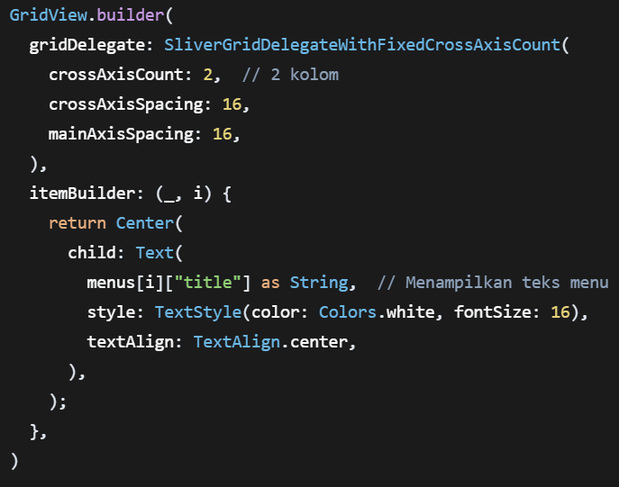 GridView.builder(
  gridDelegate: SliverGridDelegateWithFixedCrossAxisCount(
    crossAxisCount: 2,  // 2 kolom
    crossAxisSpacing: 16,
    mainAxisSpacing: 16,
  ),
  itemBuilder: (_, i) {
    return Center(
      child: Text(
        menus[i]["title"] as String,  // Menampilkan teks menu
        style: TextStyle(color: Colors.white, fontSize: 16),
        textAlign: TextAlign.center,
      ),
    );
  },
)